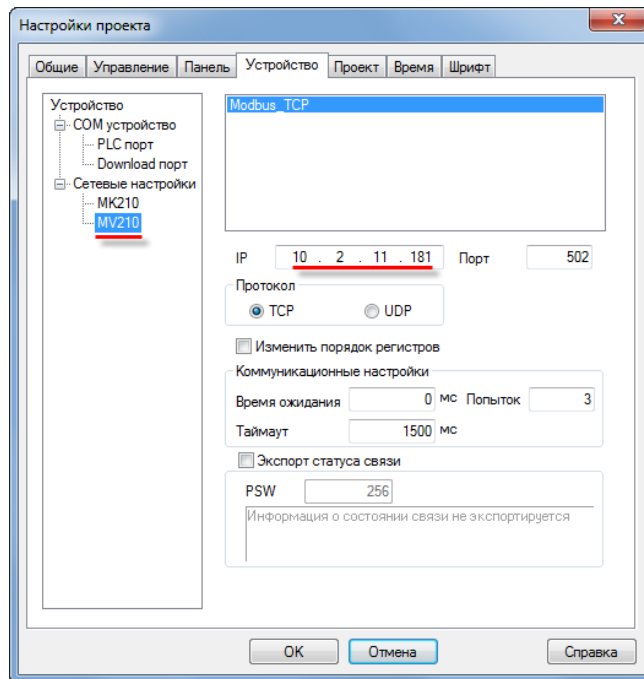 Настройки проекта
Общие Управление Панель Устройство Проект Время Шрифт
Устройство
COM устройство
PLC порт
Download порт
Сетевые настройки
MK210
MV210
Modbus_TCP
IP 10 . 2 . 11 . 181 Порт 502
Протокол
TCP UDP
Изменить порядок регистров
Коммуникационные настройки
Время ожидания 0 мс Попыток 3
Таймаут 1500 мс
Экспорт статуса связи
PSW 256
Информация о состоянии связи не экспортируется
OK Отмена Справка